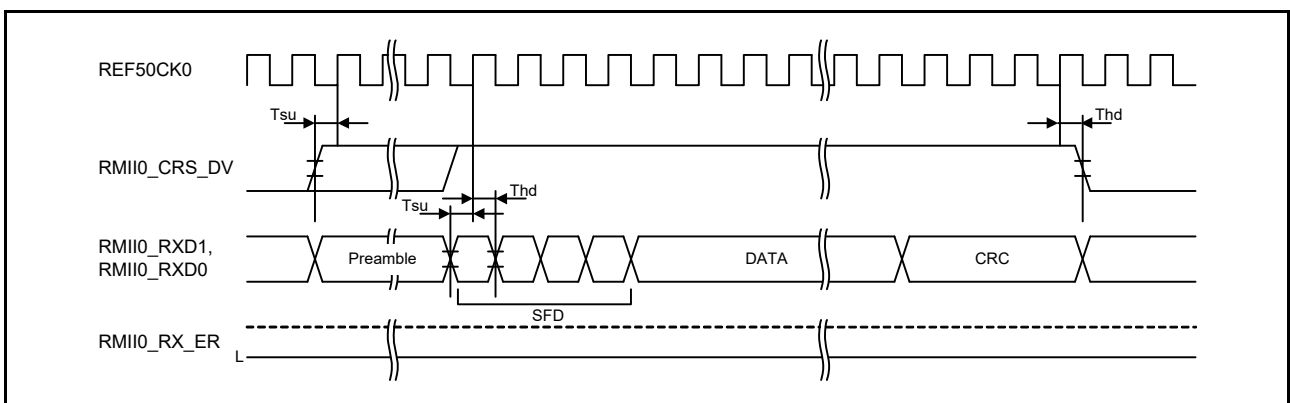 REF50CK0
Tsu
Thd
RMII0_CRS_DV
Thd
Tsu
RMII0_RXD1,
RMII0_RXD0
Preamble
DATA
CRC
SFD
RMII0_RX_ER
L